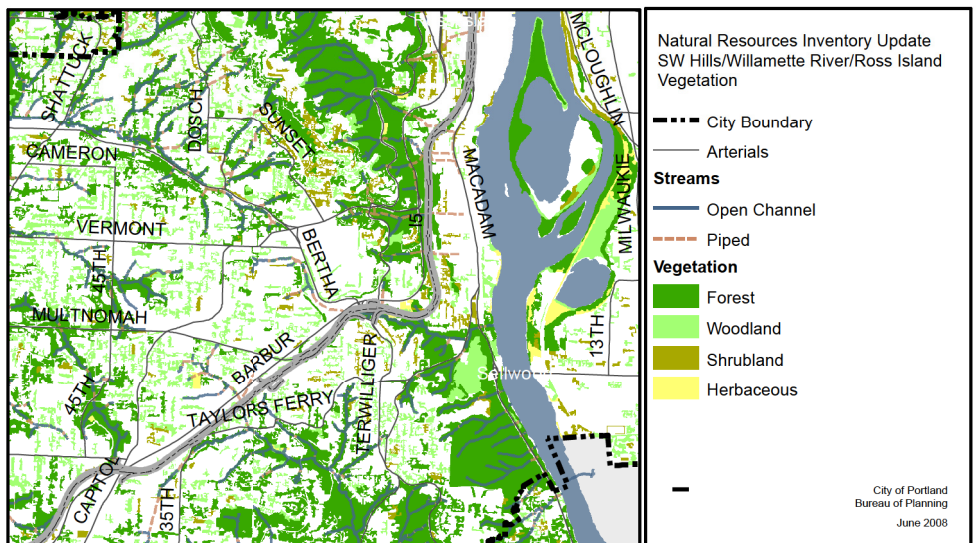 SHATTUCK
DOSCH
SUNSET
CAMERON
MCLOUGHLIN
MACADAM
MILWAUKIE
I5
VERMONT
BERTHA
45TH
MULTNOMAH
BARBUR
13TH
TERWILLIGER
45TH
TAYLORS FERRY
CAPITOL
35TH
Natural Resources Inventory Update
SW Hills/Willamette River/Ross Island
Vegetation
City Boundary
Arterials
Streams
Open Channel
Piped
Vegetation
Forest
Woodland
Shrubland
Herbaceous
City of Portland
Bureau of Planning
June 2008